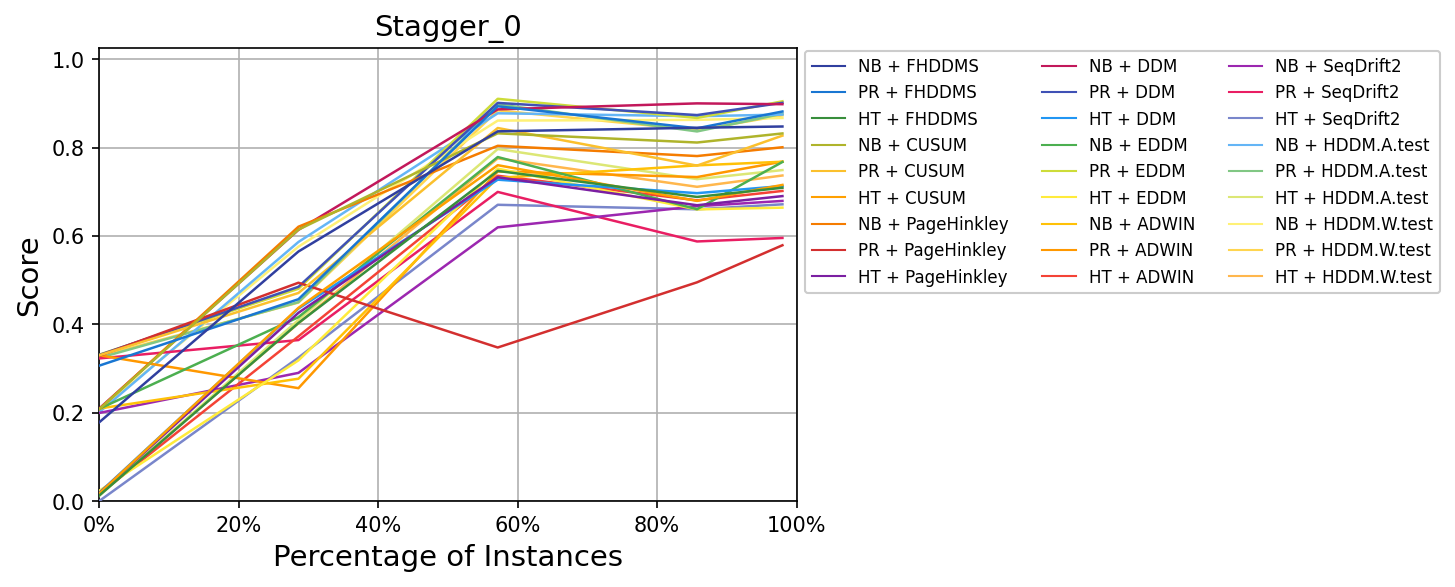 Stagger_0
Score
1.0
0.8
0.6
0.4
0.2
0.0
0% 20% 40% 60% 80% 100%
Percentage of Instances
NB + FHDDMS
PR + FHDDMS
HT + FHDDMS
NB + CUSUM
PR + CUSUM
HT + CUSUM
NB + PageHinkley
PR + PageHinkley
HT + PageHinkley
NB + DDM
PR + DDM
HT + DDM
NB + EDDM
PR + EDDM
HT + EDDM
NB + ADWIN
PR + ADWIN
HT + ADWIN
NB + SeqDrift2
PR + SeqDrift2
HT + SeqDrift2
NB + HDDM.A.test
PR + HDDM.A.test
HT + HDDM.A.test
NB + HDDM.W.test
PR + HDDM.W.test
HT + HDDM.W.test